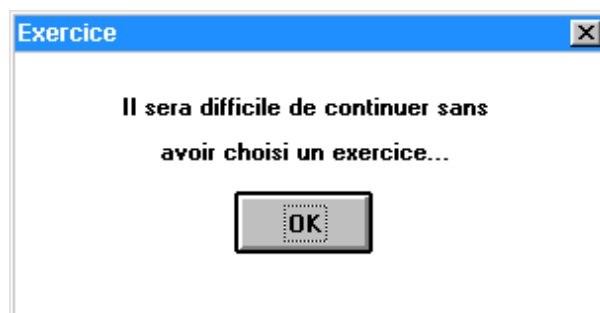 Exercice
Il sera difficile de continuer sans
avoir choisi un exercice...
OK